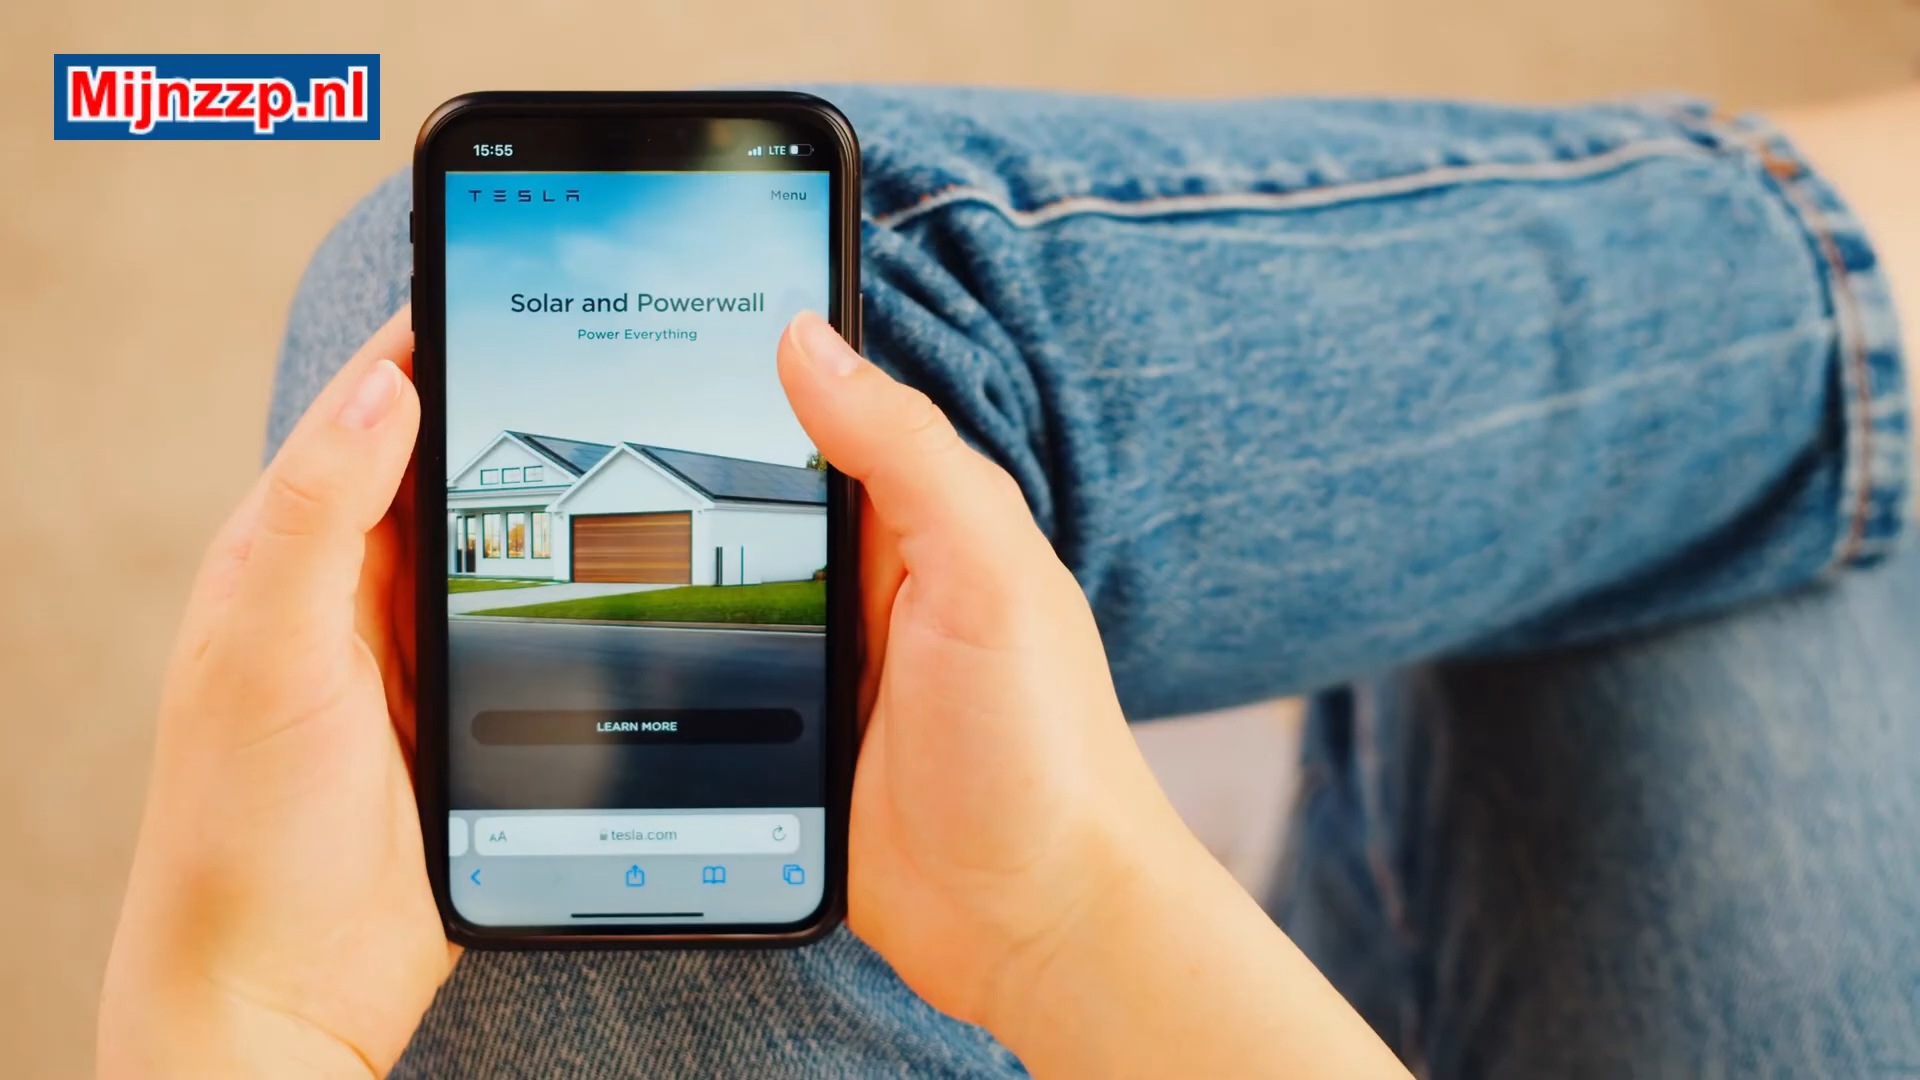 Mijnzzp.nl
15:55
LTE
TESLA
Menu
Solar and Powerwall
Power Everything
LEARN MORE
AA
tesla.com